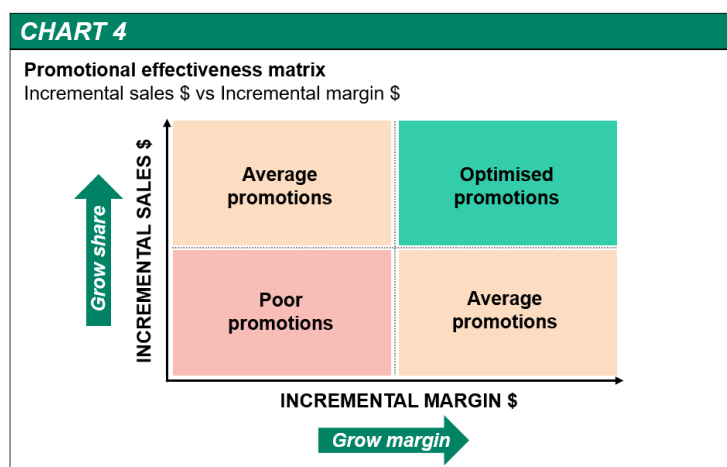 CHART 4
Promotional effectiveness matrix
Incremental sales $ vs Incremental margin $
Grow share
INCREMENTAL SALES $
Average
promotions
Optimised
promotions
Poor
promotions
Average
promotions
INCREMENTAL MARGIN $
Grow margin